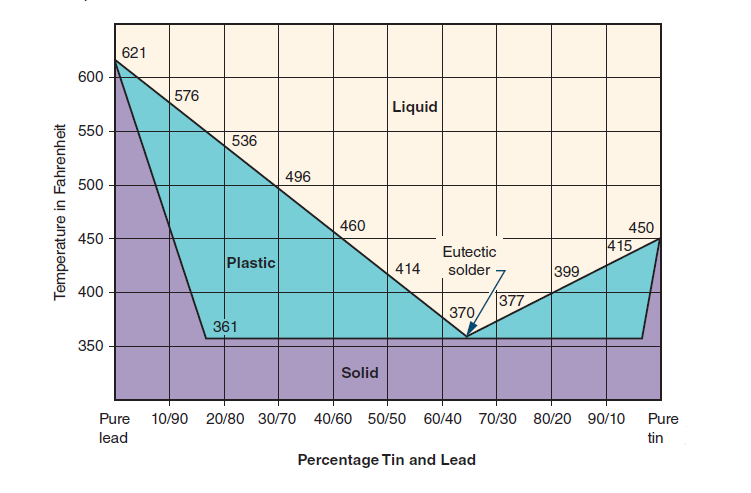 621
600
576
Liquid
550
536
500
496
460
450
450
415
Eutectic
solder
414
399
Plastic
400
377
370
361
350
Solid
Temperature in Fahrenheit
Pure
lead
10/90
20/80
30/70
40/60
50/50
60/40
70/30
80/20
90/10
Pure
tin
Percentage Tin and Lead